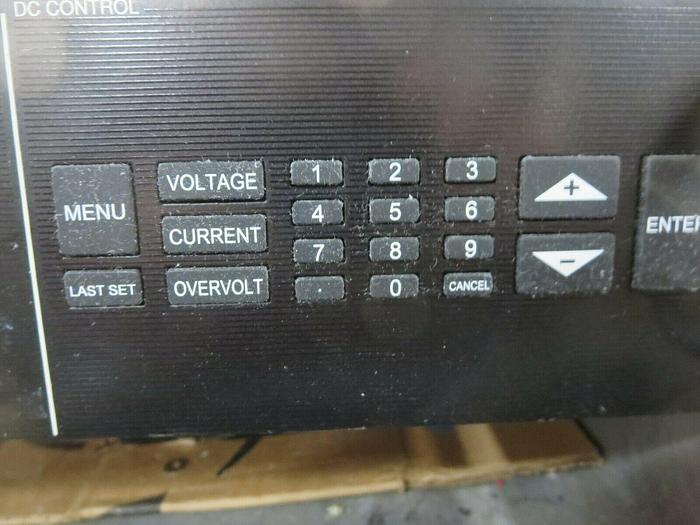 DC CONTROL
MENU
VOLTAGE
1 2 3
+
ENTER
CURRENT
4 5 6
7 8 9
-
LAST SET
OVERVOLT
. 0 CANCEL